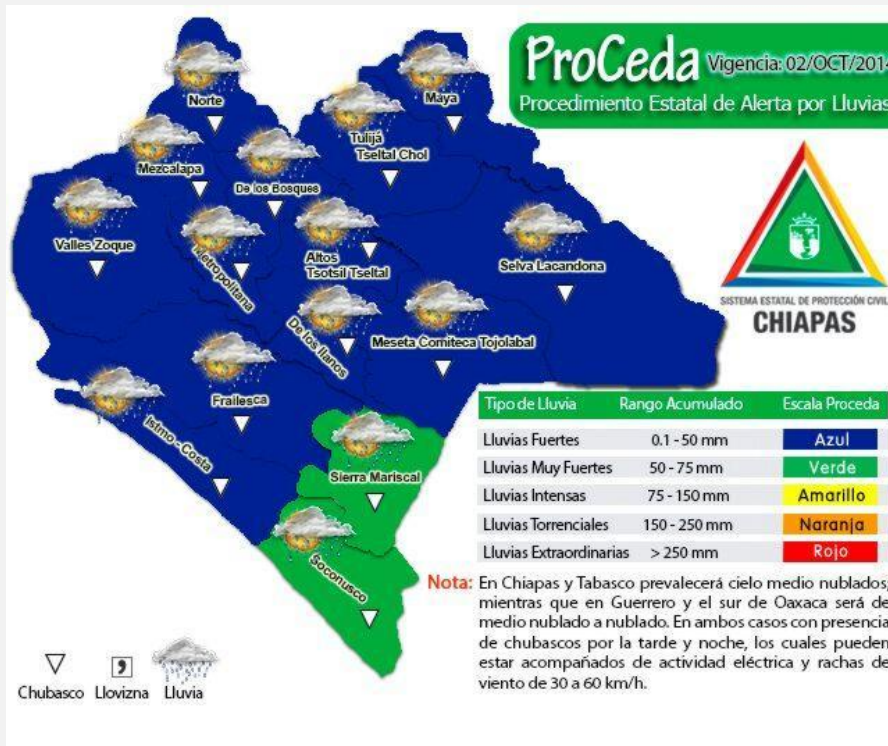 ProCeda Vigencia: 02/OCT/2014
Procedimiento Estatal de Alerta por Lluvias
Norte
Maya
Tulijá
Tseltal Chol
Mezcalapa
De los Bosques
Valles Zoque
Metropolitana
Altos
Tsotsil Tseltal
Selva Lacandona
De los llanos
Meseta Comiteca Tojolabal
Frailesca
Istmo - Costa
Sierra Mariscal
Soconusco
SISTEMA ESTATAL DE PROTECCIÓN CIVIL
CHIAPAS
Tipo de Lluvia Rango Acumulado Escala Proceda
Lluvias Fuertes 0.1 - 50 mm Azul
Lluvias Muy Fuertes 50 - 75 mm Verde
Lluvias Intensas 75 - 150 mm Amarillo
Lluvias Torrenciales 150 - 250 mm Naranja
Lluvias Extraordinarias > 250 mm Rojo
Nota: En Chiapas y Tabasco prevalecerá cielo medio nublados;
mientras que en Guerrero y el sur de Oaxaca será de
medio nublado a nublado. En ambos casos con presencia
de chubascos por la tarde y noche, los cuales pueden
estar acompañados de actividad eléctrica y rachas de
viento de 30 a 60 km/h.
Chubasco Llovizna Lluvia